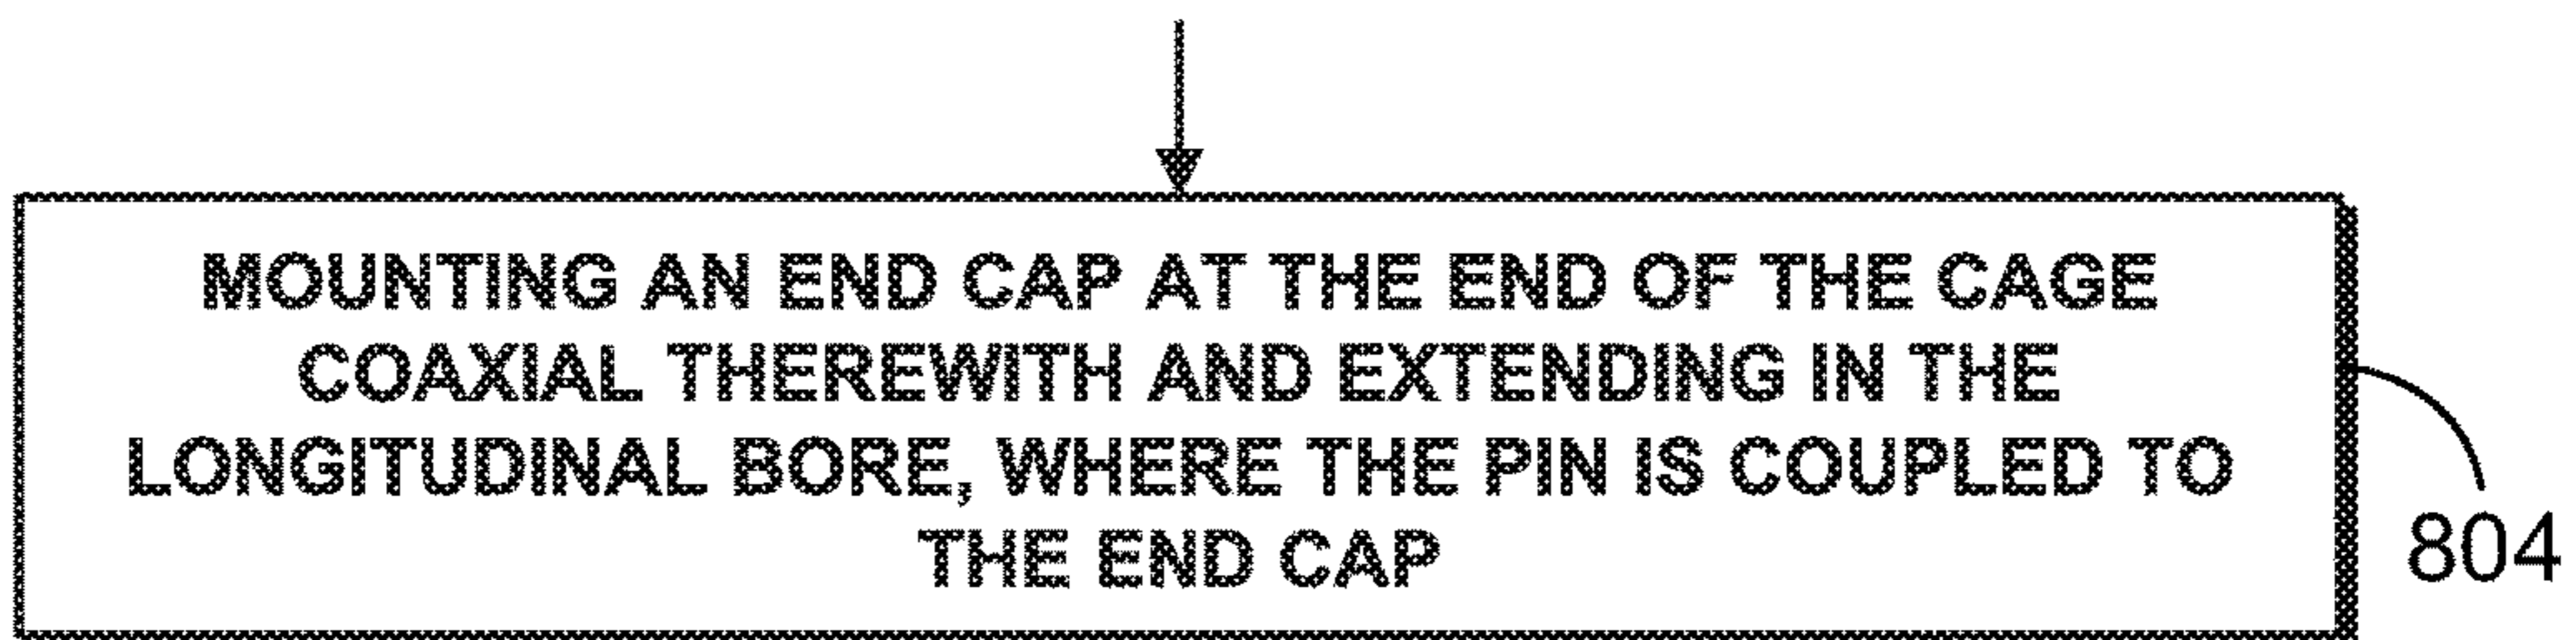 MOUNTING AN END CAP AT THE END OF THE CAGE
COAXIAL THEREWITH AND EXTENDING IN THE
LONGITUDINAL BORE, WHERE THE PIN IS COUPLED TO
THE END CAP
804